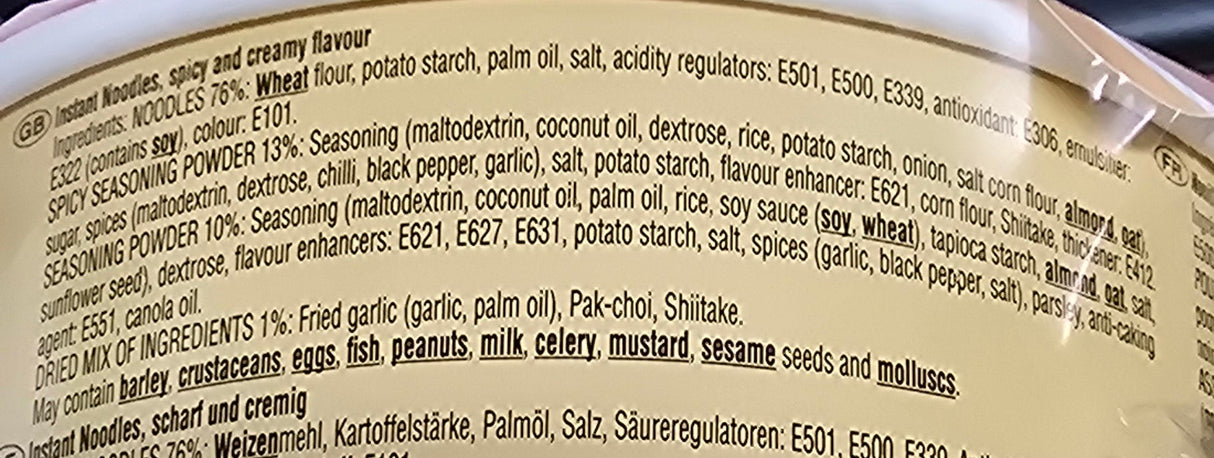 GB Instant Noodles, spicy and creamy flavour
Ingredients: NOODLES 76%: Wheat flour, potato starch, palm oil, salt, acidity regulators: E501, E500, E339, antioxidant: E306, emulsifier:
E322 (contains soy), colour: E101.
SPICY SEASONING POWDER 13%: Seasoning (maltodextrin, coconut oil, dextrose, rice, potato starch, onion, salt corn flour, almond, oat),
sugar, spices (maltodextrin, dextrose, chilli, black pepper, garlic), salt, potato starch, flavour enhancer: E621, corn flour, Shiitake, thickener: E412.
SEASONING POWDER 10%: Seasoning (maltodextrin, coconut oil, palm oil, rice, soy sauce (soy, wheat), tapioca starch, almond, oat, salt,
sunflower seed), dextrose, flavour enhancers: E621, E627, E631, potato starch, salt, spices (garlic, black pepper, salt), parsley, anti-caking
agent: E551, canola oil.
DRIED MIX OF INGREDIENTS 1%: Fried garlic (garlic, palm oil), Pak-choi, Shiitake.
May contain barley, crustaceans, eggs, fish, peanuts, milk, celery, mustard, sesame seeds and molluscs.
Instant Noodles, scharf und cremig
76%: Weizenmehl, Kartoffelstärke, Palmöl, Salz, Säureregulatoren: E501, E500,
FR